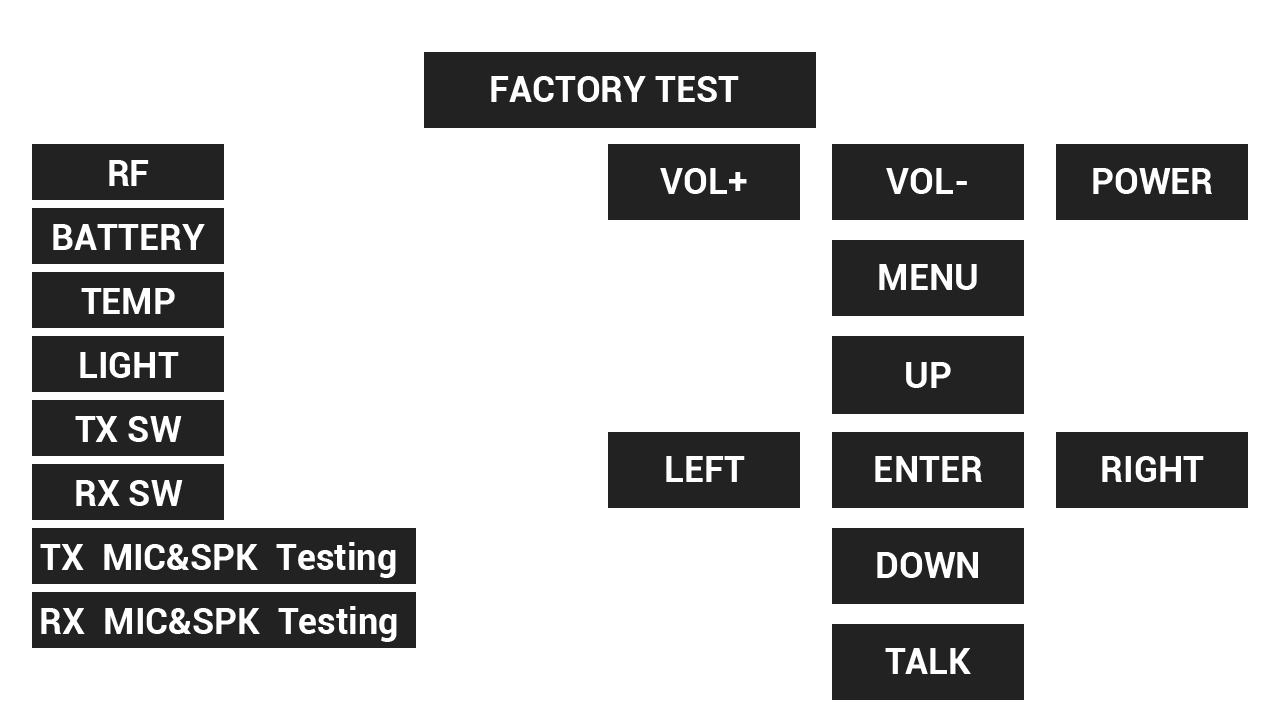 FACTORY TEST
RF
BATTERY
TEMP
LIGHT
TX SW
RX SW
TX MIC&SPK Testing
RX MIC&SPK Testing
VOL+
VOL-
POWER
MENU
UP
LEFT
ENTER
RIGHT
DOWN
TALK